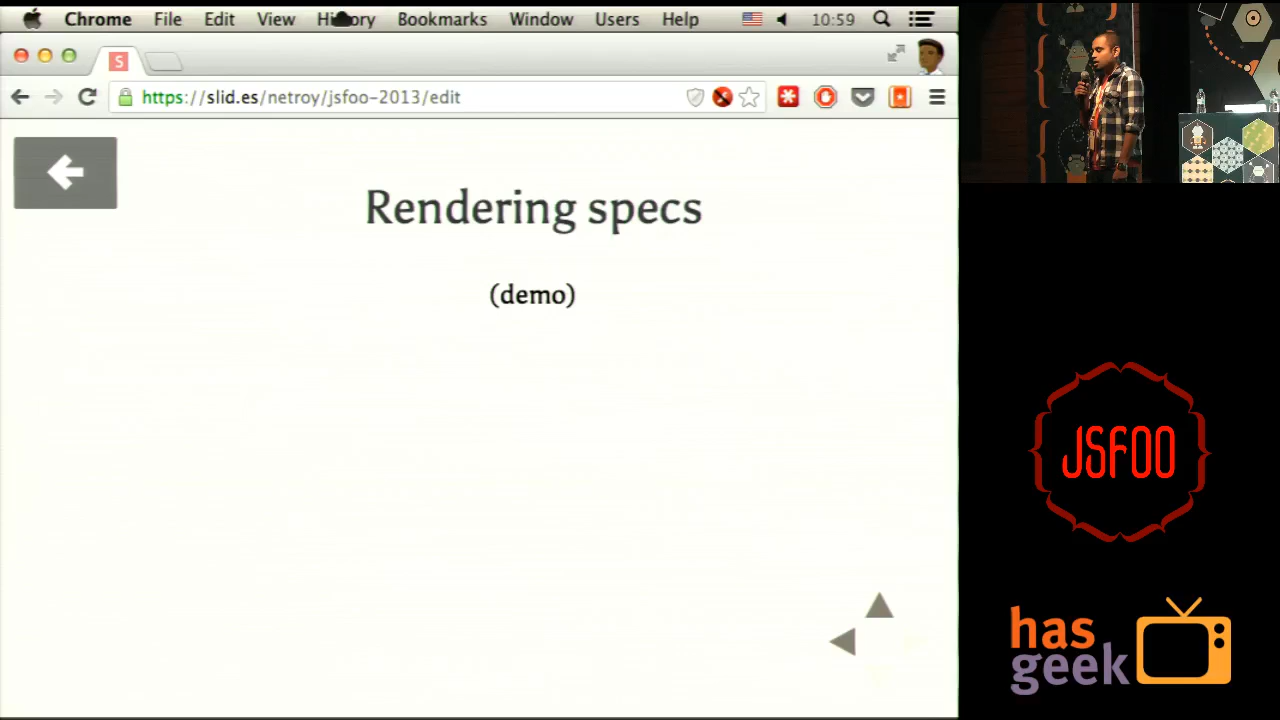 Chrome File Edit View History Bookmarks Window Users Help 10:59
S
https://slid.es/netroy/jsfoo-2013/edit
Rendering specs
(demo)
JSFOO
has
geek